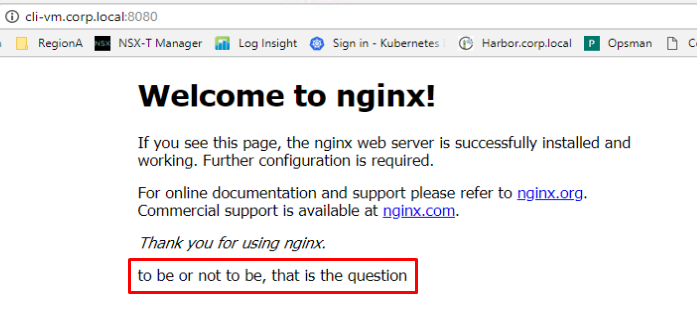 cli-vm.corp.local:8080
RegionA NSX NSX-T Manager Log Insight Sign in - Kubernetes Harbor.corp.local P Opsman
Welcome to nginx!
If you see this page, the nginx web server is successfully installed and
working. Further configuration is required.
For online documentation and support please refer to nginx.org.
Commercial support is available at nginx.com.
Thank you for using nginx.
to be or not to be, that is the question